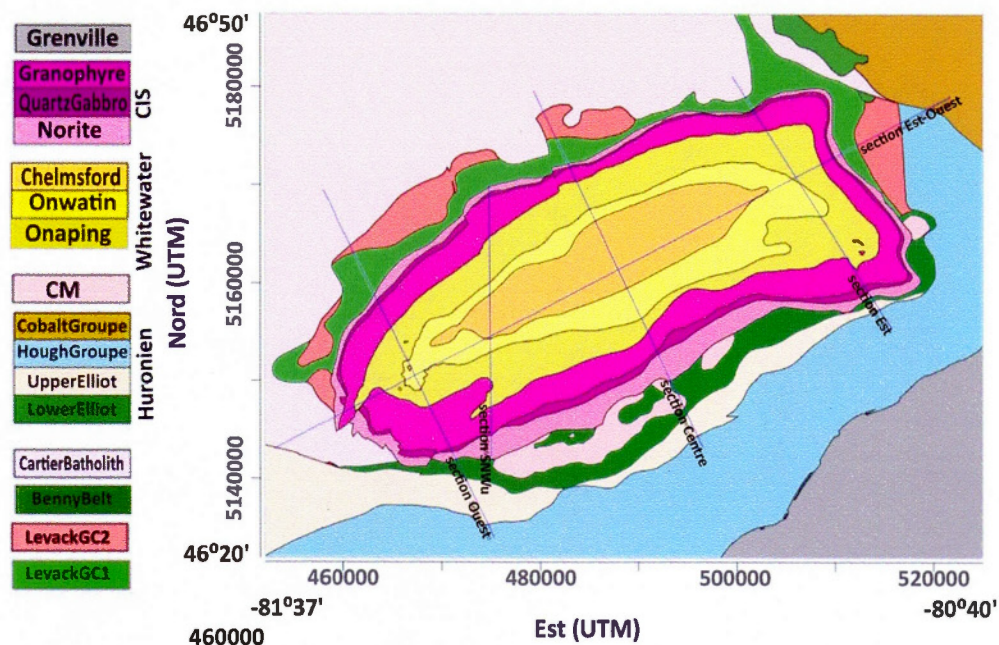 Grenville
Granophyre
QuartzGabbro
Norite
CIS
Chelmsford
Onwatin
Onaping
Whitewater
CM
CobaltGroupe
HoughGroupe
UpperElliot
LowerElliot
Huronien
CartierBatholith
BennyBelt
LevackGC2
LevackGC1
46°50'
5180000
5160000
5140000
Nord (UTM)
46°20'
section Est-Ouest
section Est
section Centre
section SNWu
section Ouest
460000
480000
500000
520000
-81°37'
-80°40'
Est (UTM)
460000